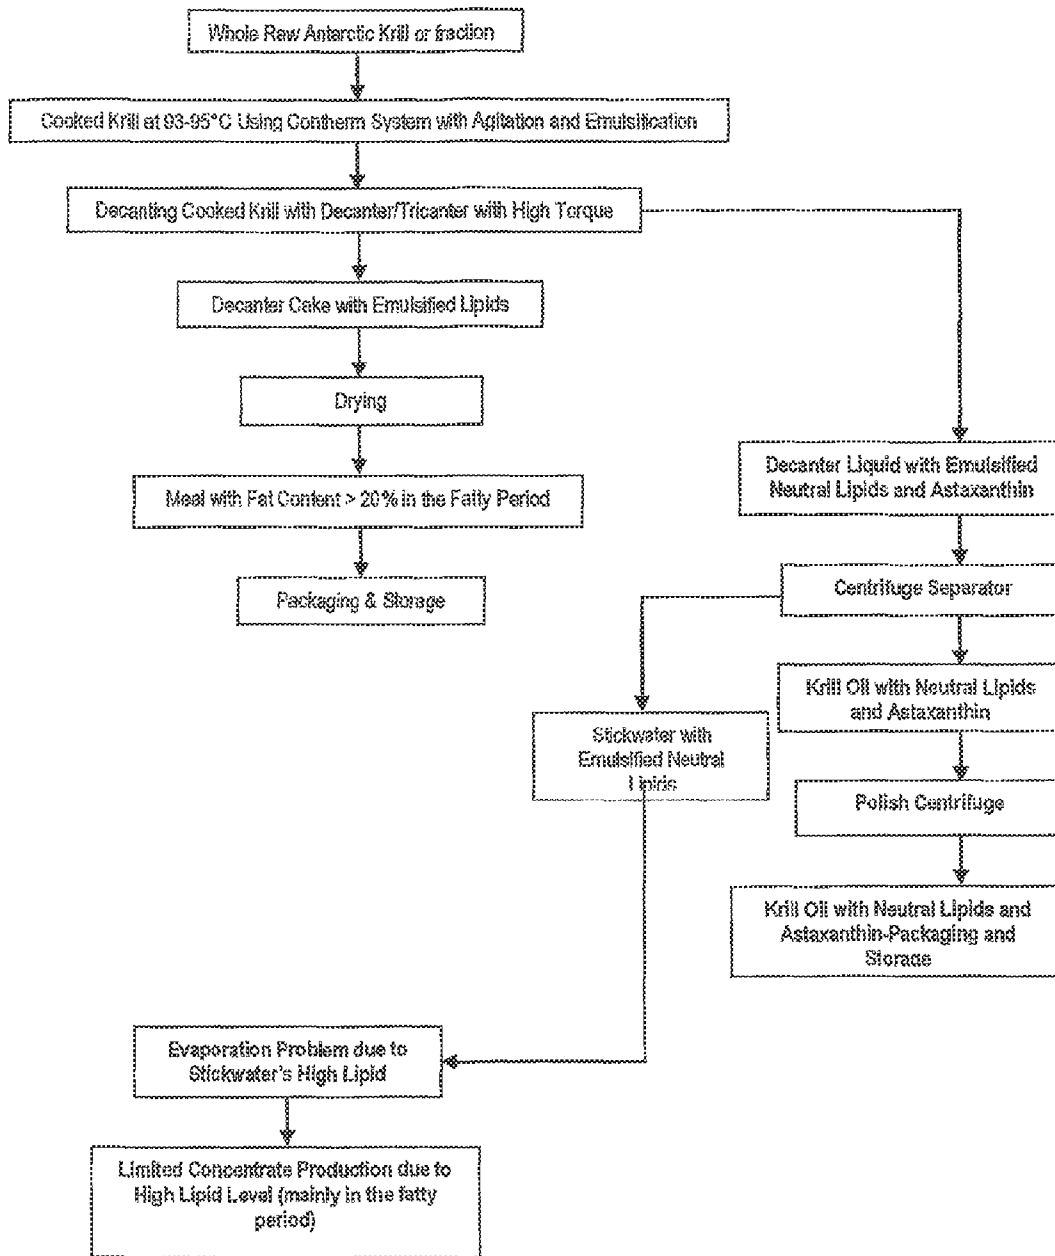 Whole Raw Antarctic Krill or fraction
Cooked Krill at 93-95°C Using Contherm System with Agitation and Emulsification
Decanting Cooked Krill with Decanter/Tricanter with High Torque
Decanter Cake with Emulsified Lipids
Drying
Meal with Fat Content > 20% in the Fatty Period
Packaging & Storage
Decanter Liquid with Emulsified
Neutral Lipids and Astaxanthin
Centrifuge Separator
Krill Oil with Neutral Lipids
and Astaxanthin
Stickwater with
Emulsified Neutral
Lipids
Polish Centrifuge
Krill Oil with Neutral Lipids and
Astaxanthin-Packaging and
Storage
Evaporation Problem due to
Stickwater's High Lipid
Limited Concentrate Production due to
High Lipid Level (mainly in the fatty
period)